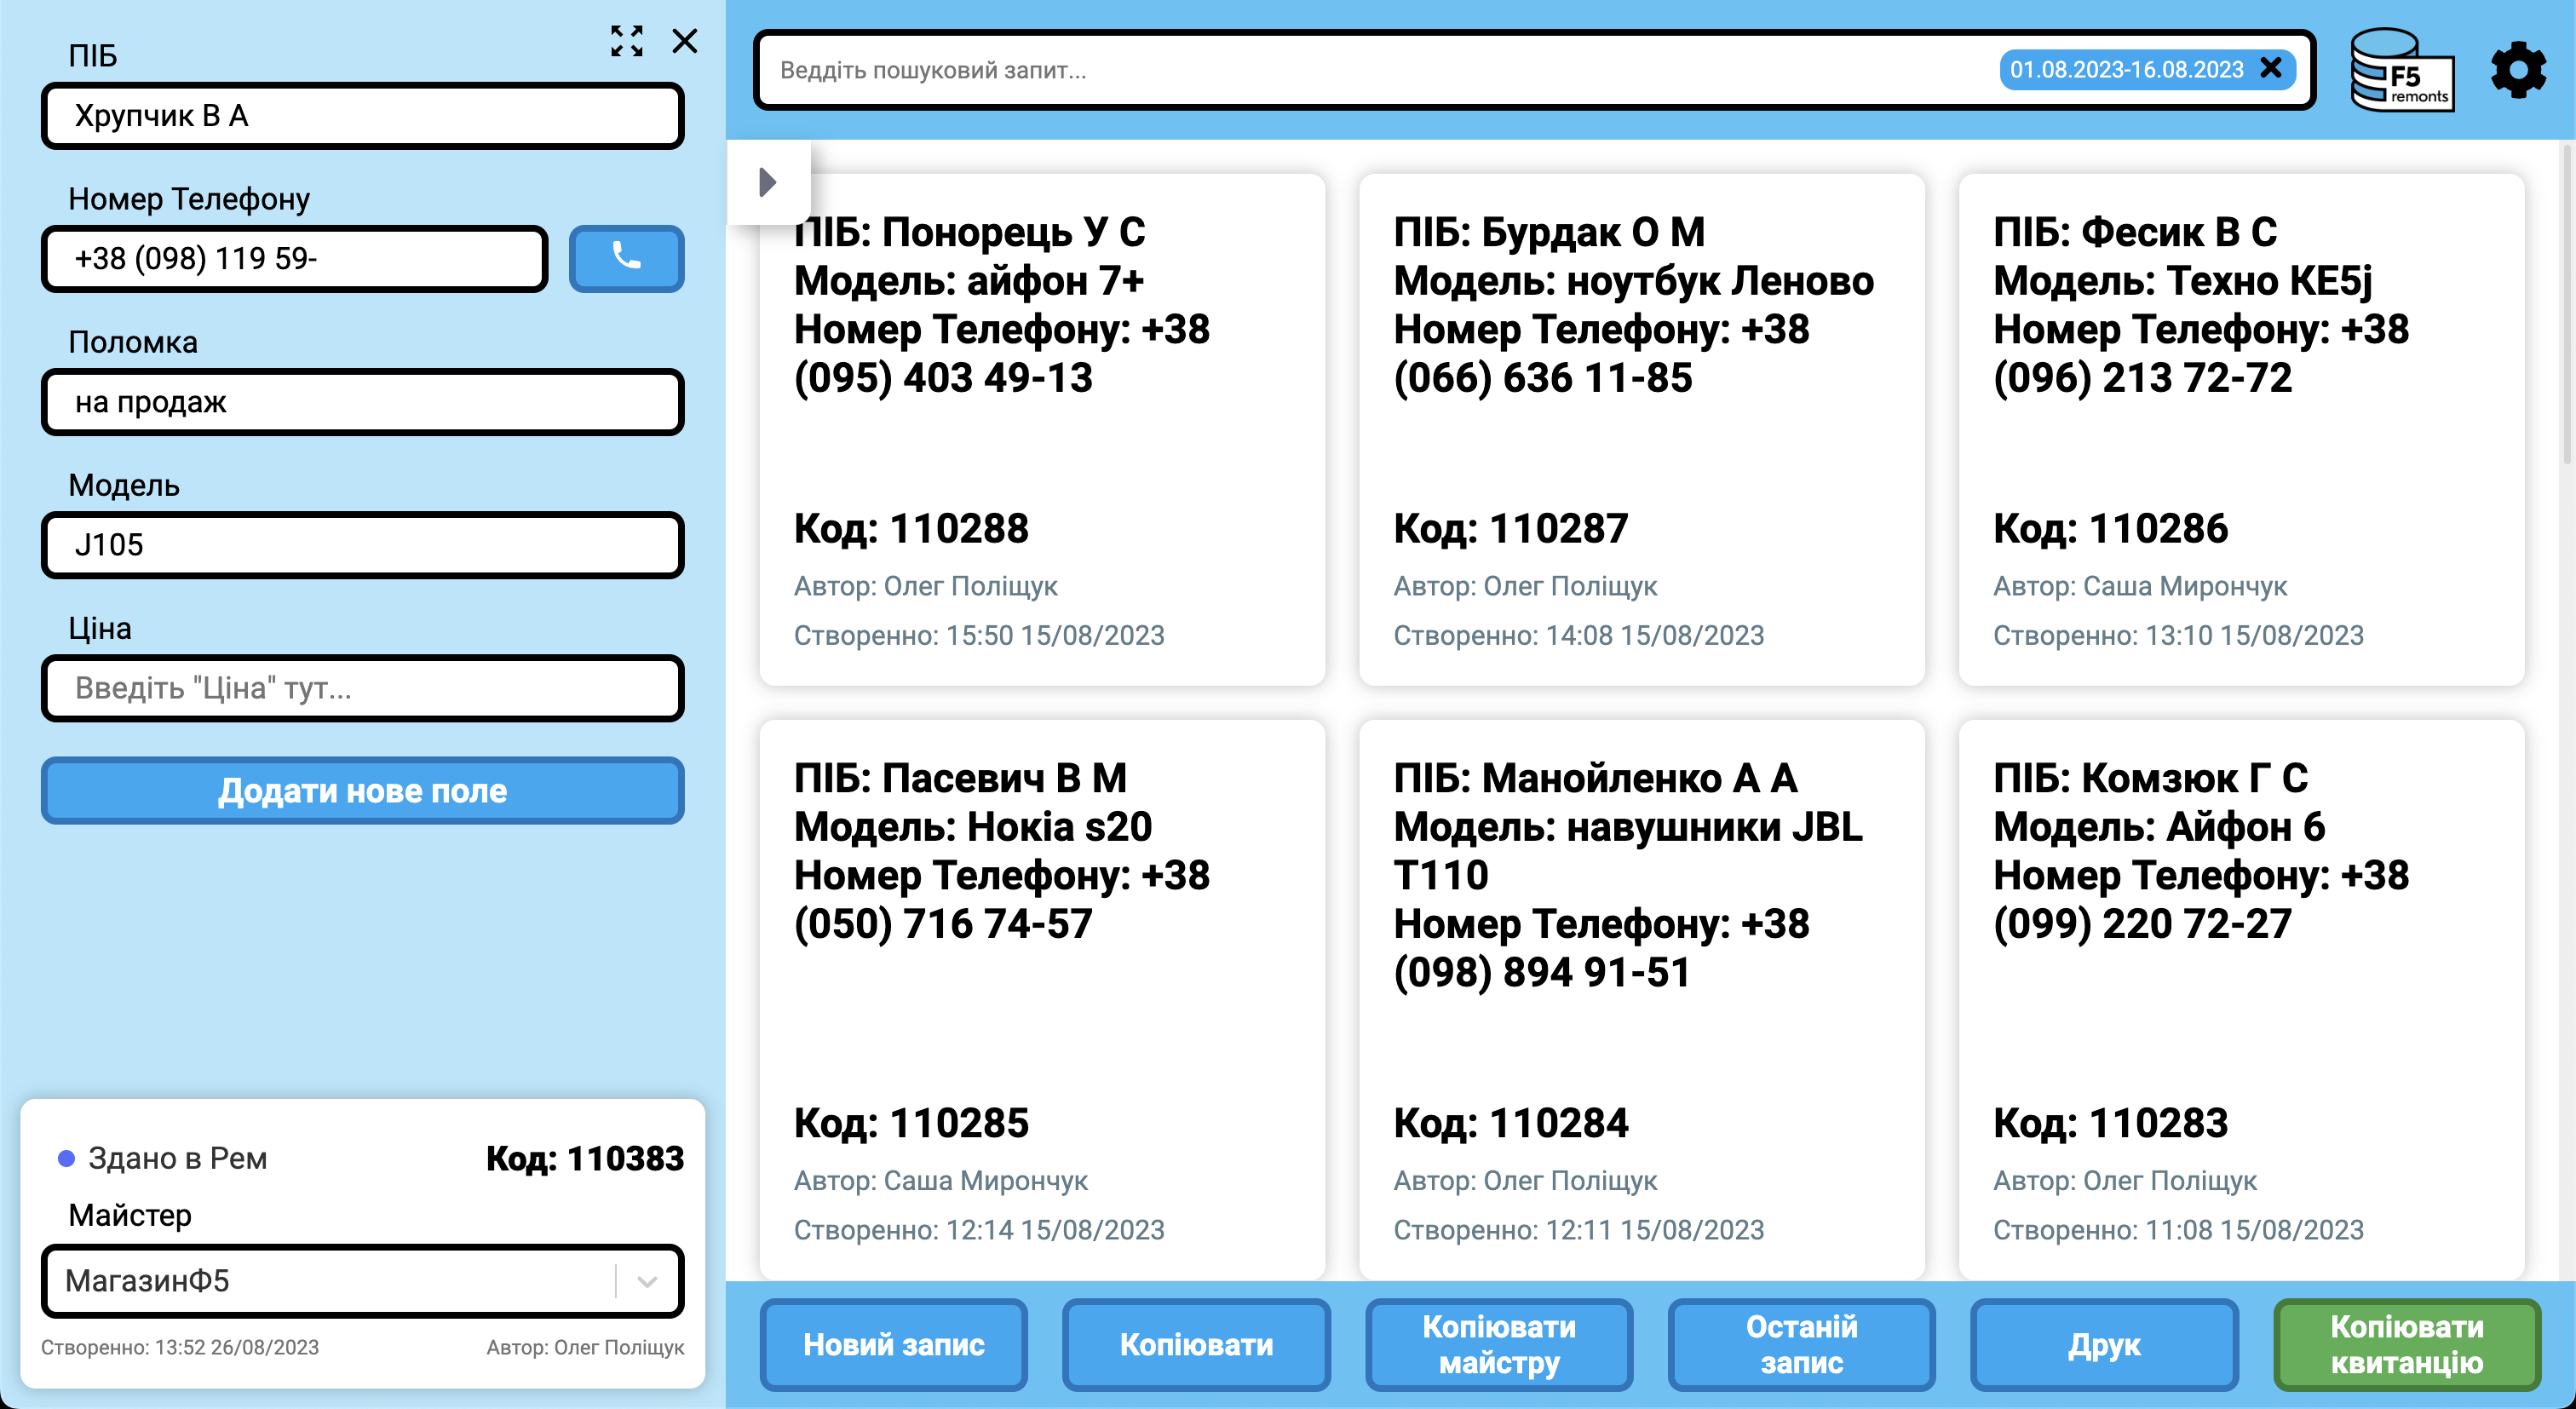 ПІБ
Хрупчик В А
Номер Телефону
+38 (098) 119 59-
Поломка
на продаж
Модель
J105
Ціна
Введіть "Ціна" тут...
Додати нове поле
Здано в Рем
Код: 110383
Майстер
МагазинФ5
Створенно: 13:52 26/08/2023
Автор: Олег Поліщук
Веддіть пошуковий запит...
01.08.2023-16.08.2023
F5
remonts
ПІБ: Понорець У С
Модель: айфон 7+
Номер Телефону: +38
(095) 403 49-13
Код: 110288
Автор: Олег Поліщук
Створенно: 15:50 15/08/2023
ПІБ: Бурдак О М
Модель: ноутбук Леново
Номер Телефону: +38
(066) 636 11-85
Код: 110287
Автор: Олег Поліщук
Створенно: 14:08 15/08/2023
ПІБ: Фесик В С
Модель: Техно KE5j
Номер Телефону: +38
(096) 213 72-72
Код: 110286
Автор: Саша Мирончук
Створенно: 13:10 15/08/2023
ПІБ: Пасевич В М
Модель: Нокіа s20
Номер Телефону: +38
(050) 716 74-57
Код: 110285
Автор: Саша Мирончук
Створенно: 12:14 15/08/2023
ПІБ: Манойленко А А
Модель: навушники JBL
T110
Номер Телефону: +38
(098) 894 91-51
Код: 110284
Автор: Олег Поліщук
Створенно: 12:11 15/08/2023
ПІБ: Комзюк Г С
Модель: Айфон 6
Номер Телефону: +38
(099) 220 72-27
Код: 110283
Автор: Олег Поліщук
Створенно: 11:08 15/08/2023
Новий запис
Копіювати
Копіювати
майстру
Останій
запис
Друк
Копіювати
квитанцію